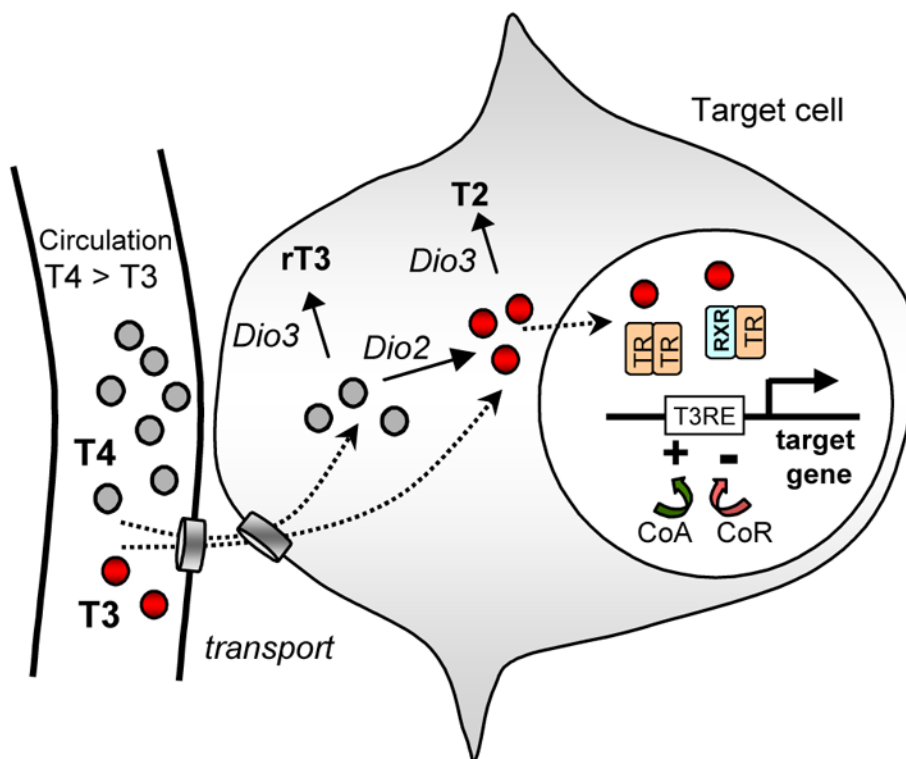 Target cell
Circulation
T4 > T3
T4
T3
transport
rT3
Dio3
Dio2
T2
Dio3
TR
TR
RXR
TR
T3RE
target
gene
+
-
CoA
CoR